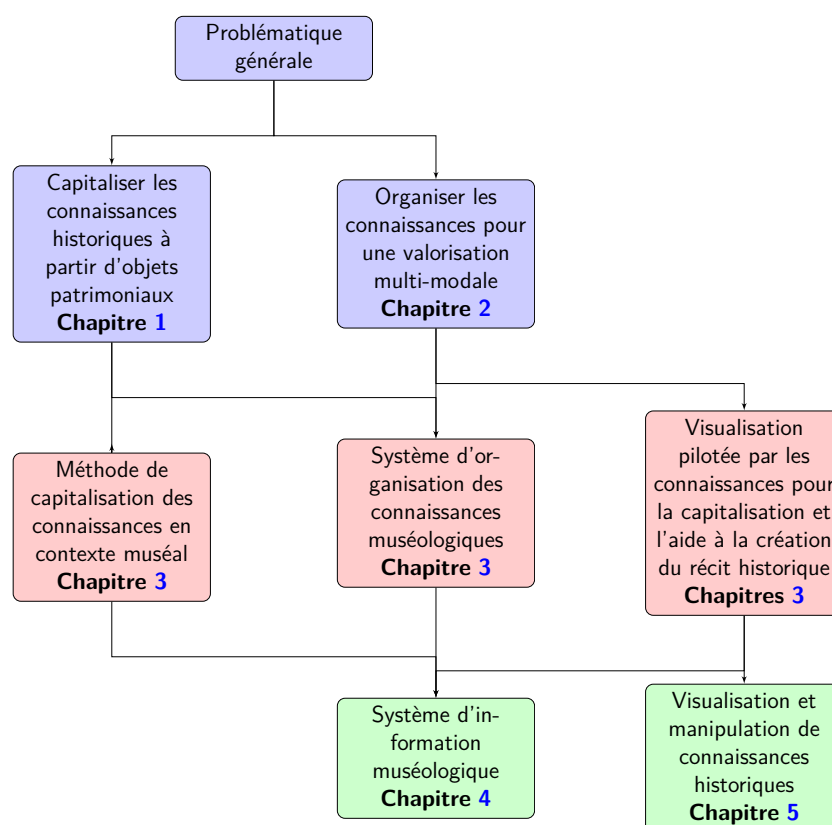 Problématique
générale
Capitaliser les
connaissances
historiques à
partir d'objets
patrimoniaux
Chapitre 1
Organiser les
connaissances pour
une valorisation
multi-modale
Chapitre 2
Méthode de
capitalisation des
connaissances en
contexte muséal
Chapitre 3
Système d'or-
ganisation des
connaissances
muséologiques
Chapitre 3
Visualisation
pilotée par les
connaissances pour
la capitalisation et
l'aide à la création
du récit historique
Chapitres 3
Système d'in-
formation
muséologique
Chapitre 4
Visualisation et
manipulation de
connaissances
historiques
Chapitre 5